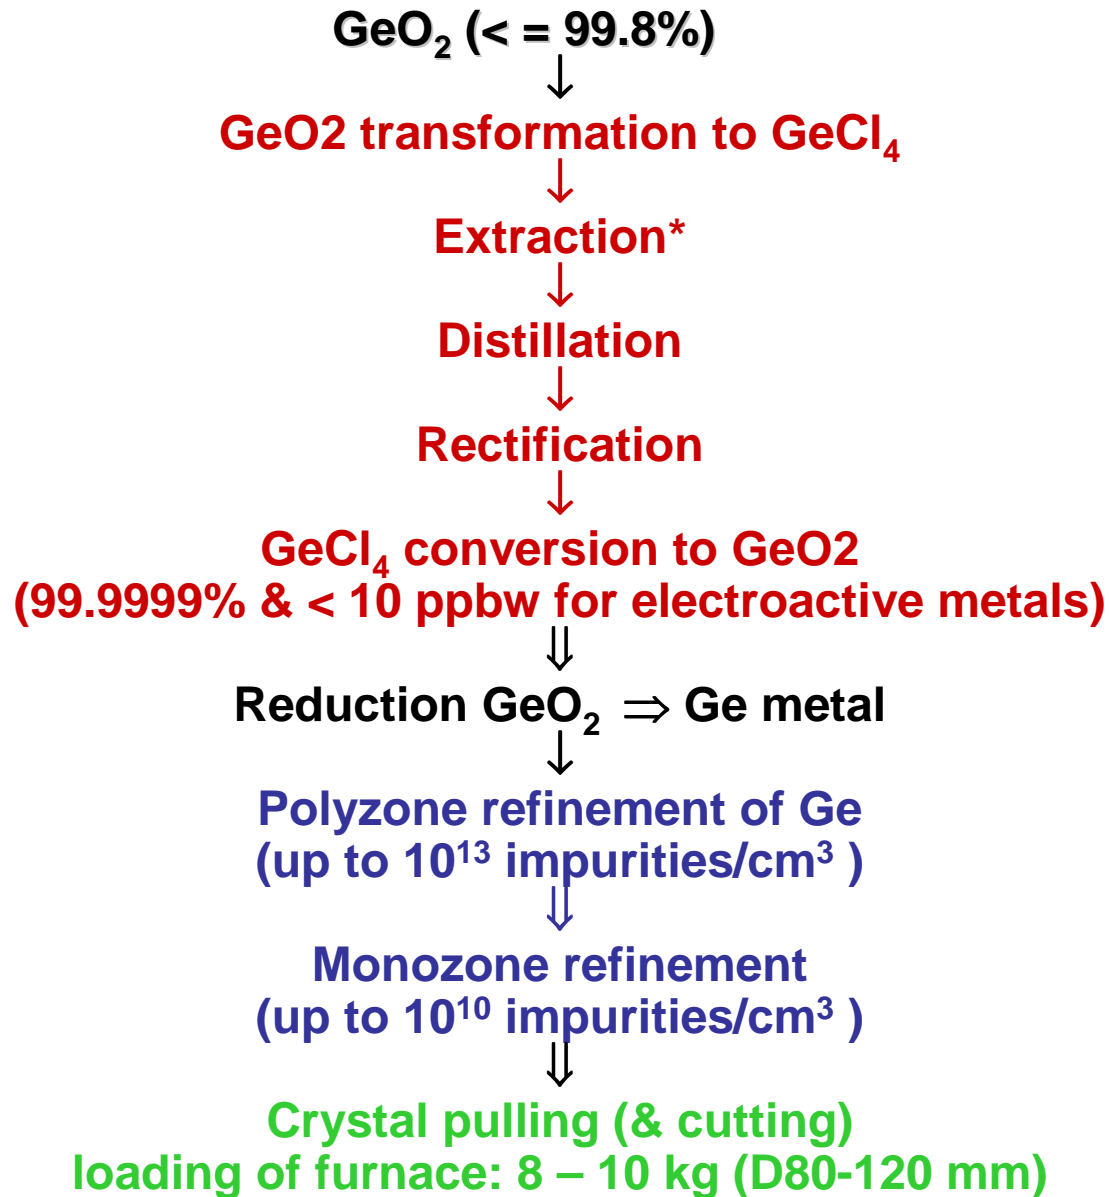 GeO₂ (< = 99.8%)
↓
GeO2 transformation to GeCl₄
↓
Extraction*
↓
Distillation
↓
Rectification
↓
GeCl₄ conversion to GeO2
(99.9999% & < 10 ppbw for electroactive metals)
⇓
Reduction GeO₂ ⇒ Ge metal
↓
Polyzone refinement of Ge
(up to 10¹³ impurities/cm³ )
⇓
Monozone refinement
(up to 10¹⁰ impurities/cm³ )
⇓
Crystal pulling (& cutting)
loading of furnace: 8 – 10 kg (D80-120 mm)